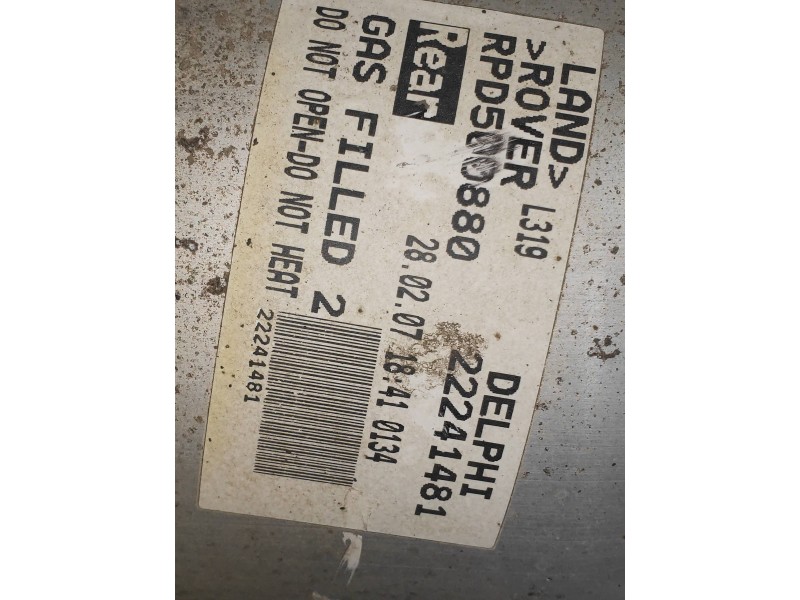 LAND>
>ROVER L319
RPD500880
Rear
28.02.07 18:41 0134
GAS FILLED 2
DO NOT OPEN-DO NOT HEAT
DELPHI
22241481
22241481